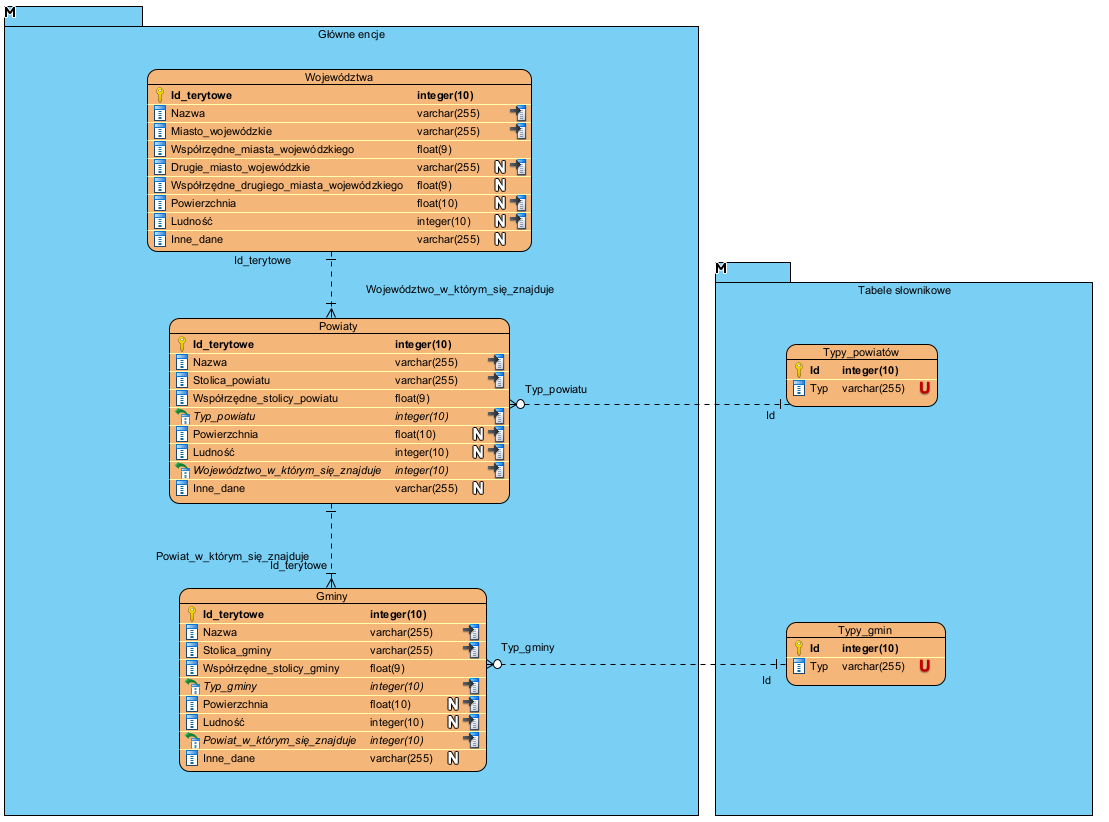 M
Główne encje
Województwa
Id_terytowe integer(10)
Nazwa varchar(255)
Miasto_wojewódzkie varchar(255)
Współrzędne_miasta_wojewódzkiego float(9)
Drugie_miasto_wojewódzkie varchar(255) N
Współrzędne_drugiego_miasta_wojewódzkiego float(9) N
Powierzchnia float(10) N
Ludność integer(10) N
Inne_dane varchar(255) N
Id_terytowe
Województwo_w_którym_się_znajduje
Powiaty
Id_terytowe integer(10)
Nazwa varchar(255)
Stolica_powiatu varchar(255)
Współrzędne_stolicy_powiatu float(9)
Typ_powiatu integer(10)
Powierzchnia float(10) N
Ludność integer(10) N
Województwo_w_którym_się_znajduje integer(10)
Inne_dane varchar(255) N
Typ_powiatu
Id
Powiat_w_którym_się_znajduje
Id_terytowe
Gminy
Id_terytowe integer(10)
Nazwa varchar(255)
Stolica_gminy varchar(255)
Współrzędne_stolicy_gminy float(9)
Typ_gminy integer(10)
Powierzchnia float(10) N
Ludność integer(10) N
Powiat_w_którym_się_znajduje integer(10)
Inne_dane varchar(255) N
Typ_gminy
Id
M
Tabele słownikowe
Typy_powiatów
Id integer(10)
Typ varchar(255) U
Typy_gmin
Id integer(10)
Typ varchar(255) U